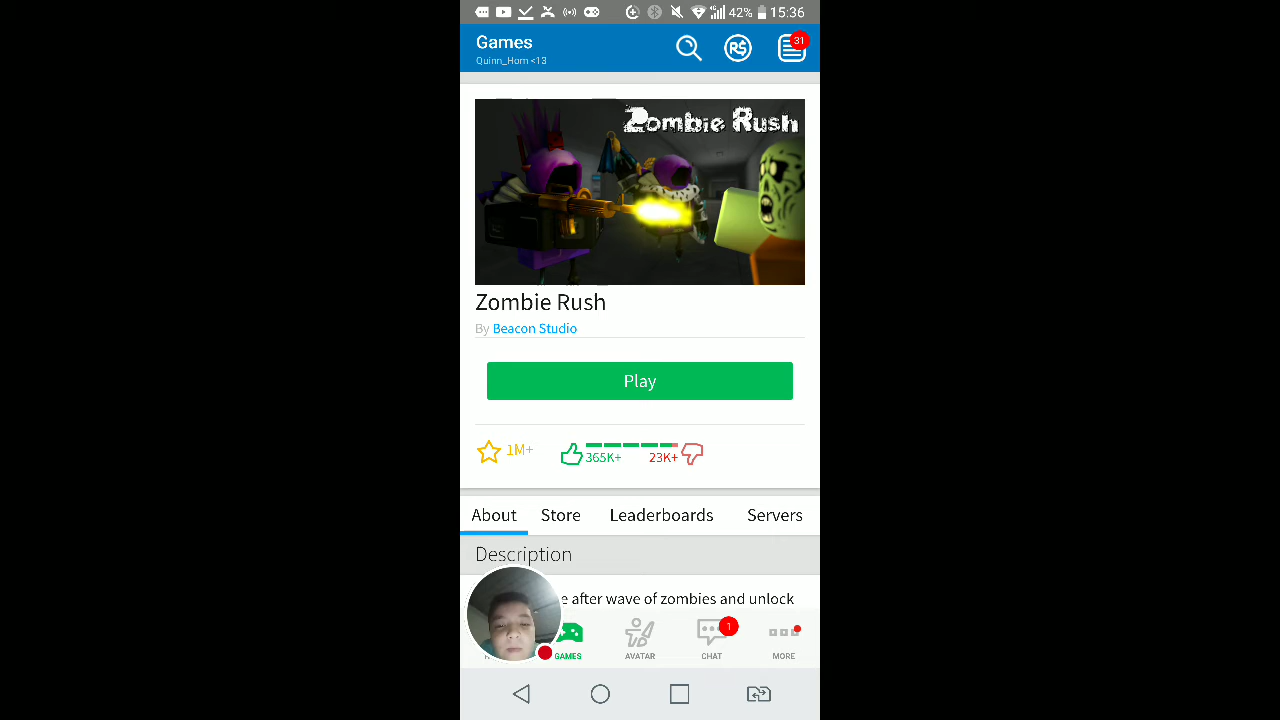 42% 15:36
Games
Quinn_Hom <13
R$
31
Zombie Rush
Zombie Rush
By Beacon Studio
Play
1M+ 365K+ 23K+
About Store Leaderboards Servers
Description
e after wave of zombies and unlock
1
GAMES AVATAR CHAT MORE